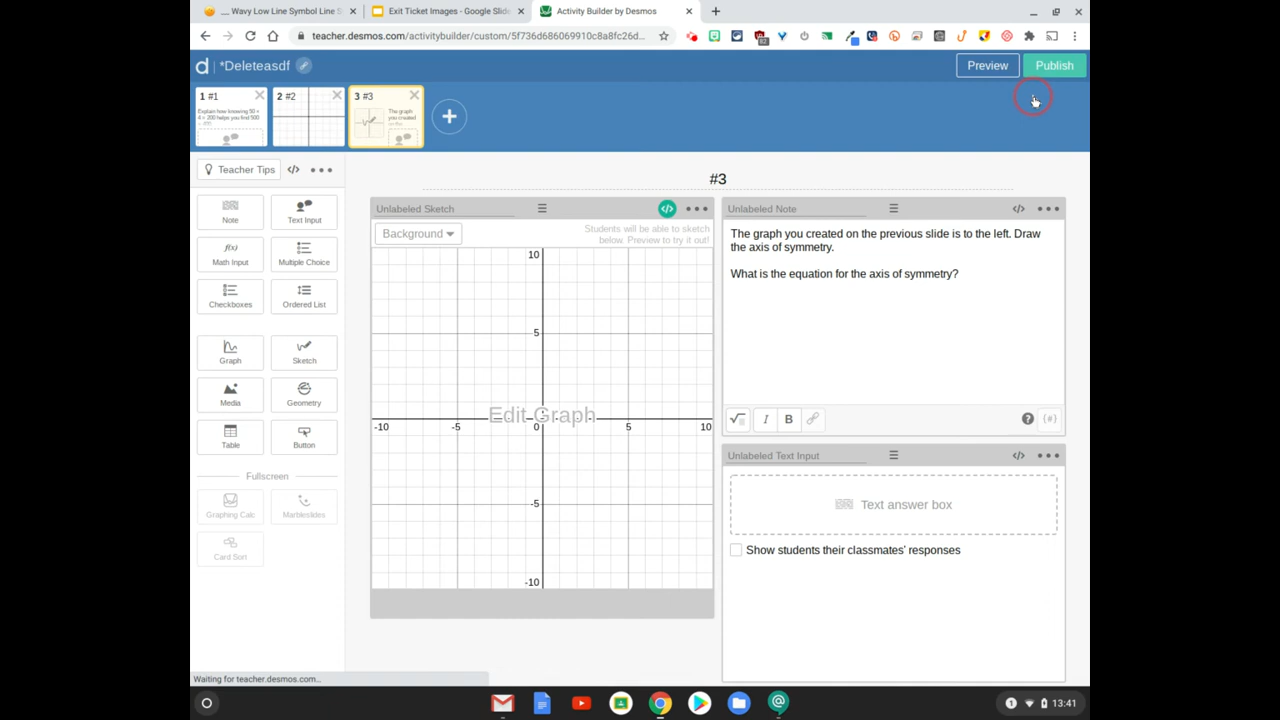 __ Wavy Low Line Symbol Line S
Exit Ticket Images - Google Slide
Activity Builder by Desmos
teacher.desmos.com/activitybuilder/custom/5f736d686069910c8a8fc26d...
*Deleteasdf
Preview
Publish
1 #1
2 #2
3 #3
Explain how knowing 50 ×
4 = 200 helps you find 500
The graph
you created
on the
Teacher Tips
#3
Note
Text Input
Math Input
Multiple Choice
Checkboxes
Ordered List
Graph
Sketch
Media
Geometry
Table
Button
Fullscreen
Graphing Calc
Marbleslides
Card Sort
Unlabeled Sketch
Background
Students will be able to sketch
below. Preview to try it out!
10
5
Edit Graph
-10
-5
0
5
10
-5
-10
Unlabeled Note
The graph you created on the previous slide is to the left. Draw
the axis of symmetry.
What is the equation for the axis of symmetry?
I
B
{#}
Unlabeled Text Input
Text answer box
Show students their classmates' responses
Waiting for teacher.desmos.com...
1
13:41